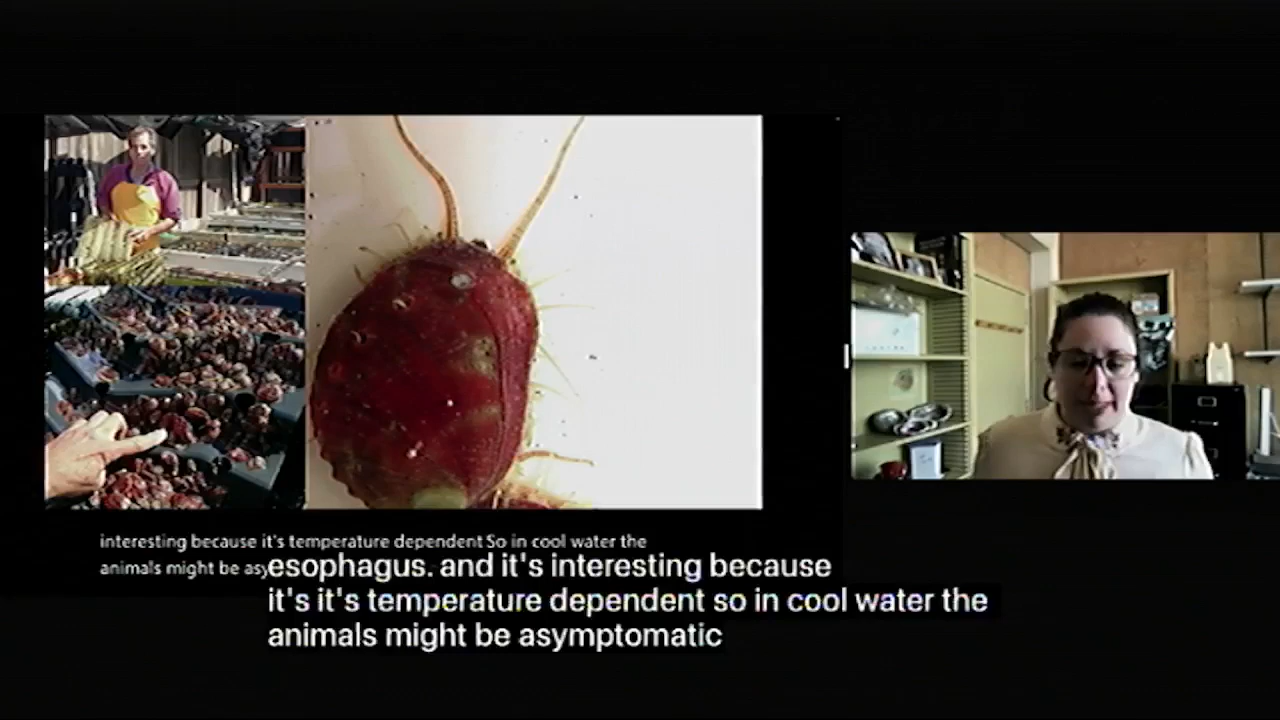 interesting because it's temperature dependent So in cool water the
animals might be asy
esophagus. and it's interesting because
it's it's temperature dependent so in cool water the
animals might be asymptomatic